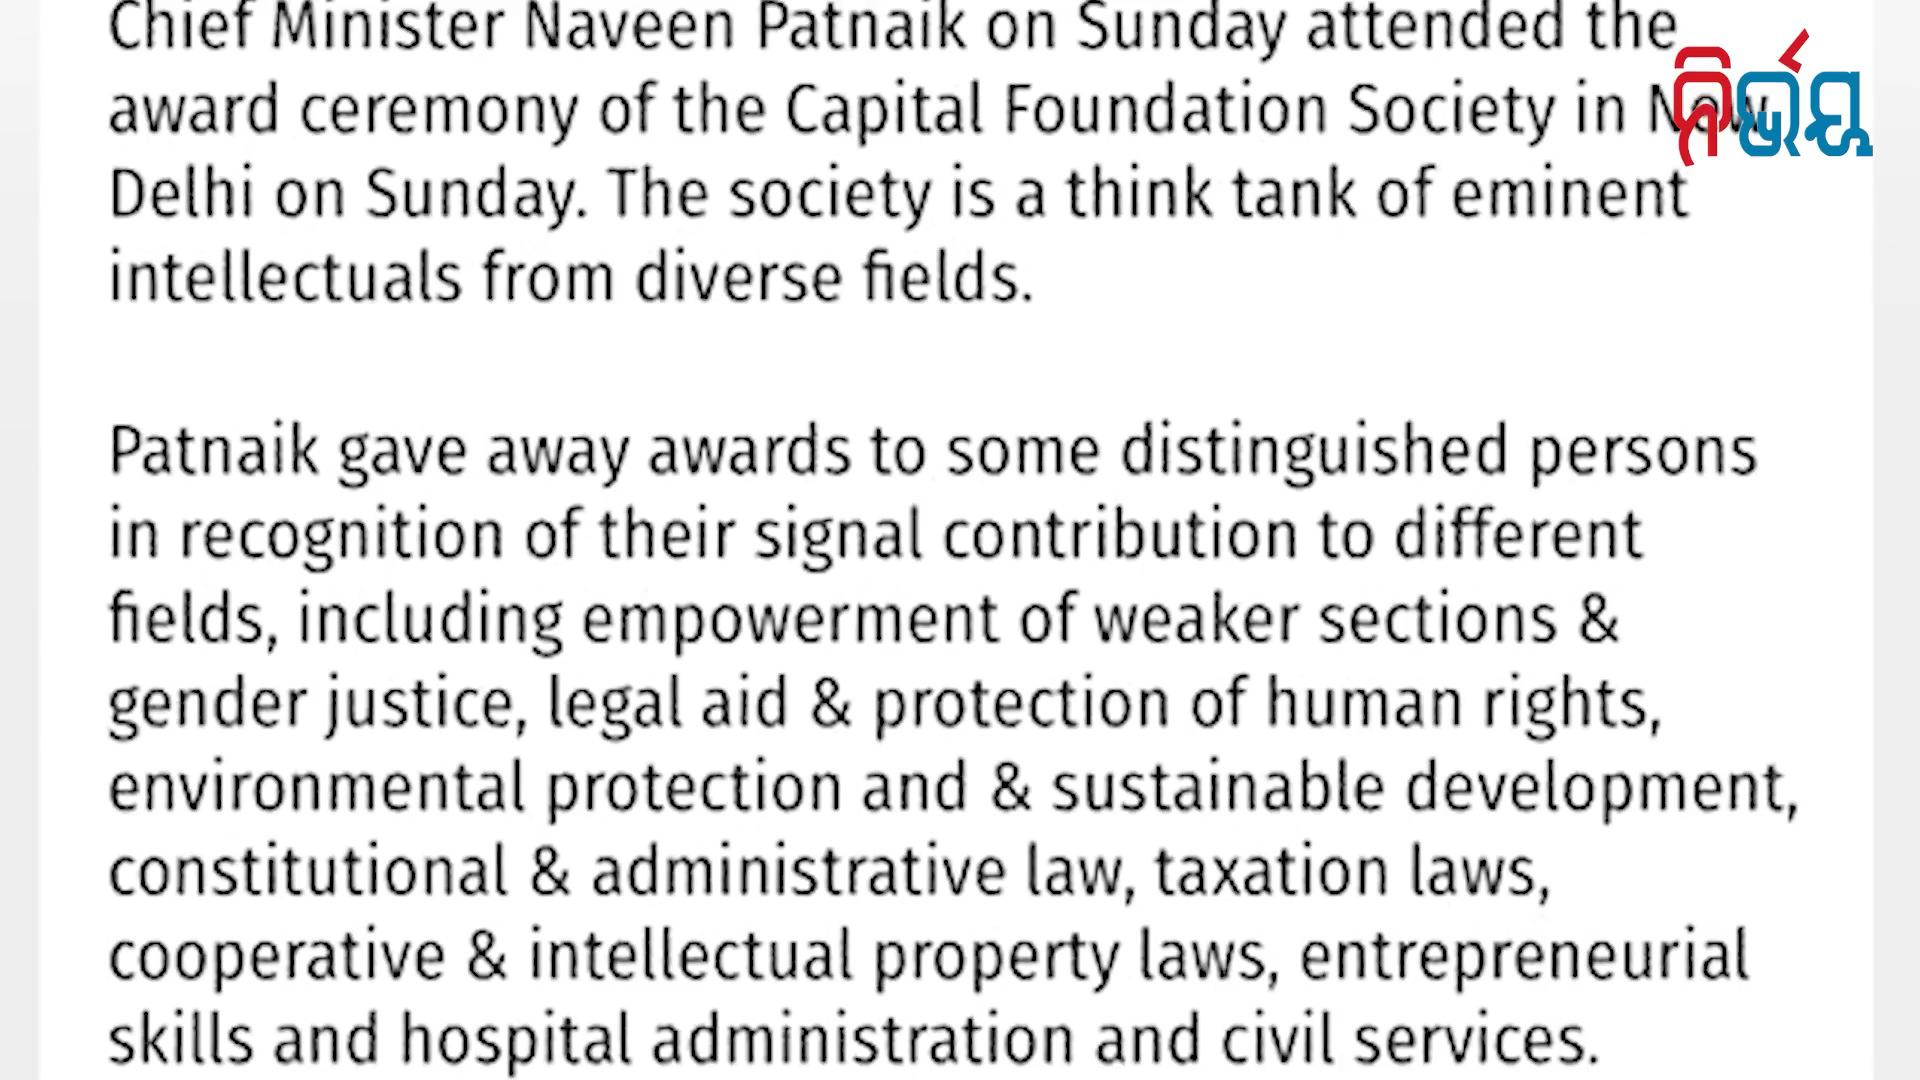 Chief Minister Naveen Patnaik on Sunday attended the
award ceremony of the Capital Foundation Society in New
Delhi on Sunday. The society is a think tank of eminent
intellectuals from diverse fields.
Patnaik gave away awards to some distinguished persons
in recognition of their signal contribution to different
fields, including empowerment of weaker sections &
gender justice, legal aid & protection of human rights,
environmental protection and & sustainable development,
constitutional & administrative law, taxation laws,
cooperative & intellectual property laws, entrepreneurial
skills and hospital administration and civil services.
ନିର୍ଭୟ